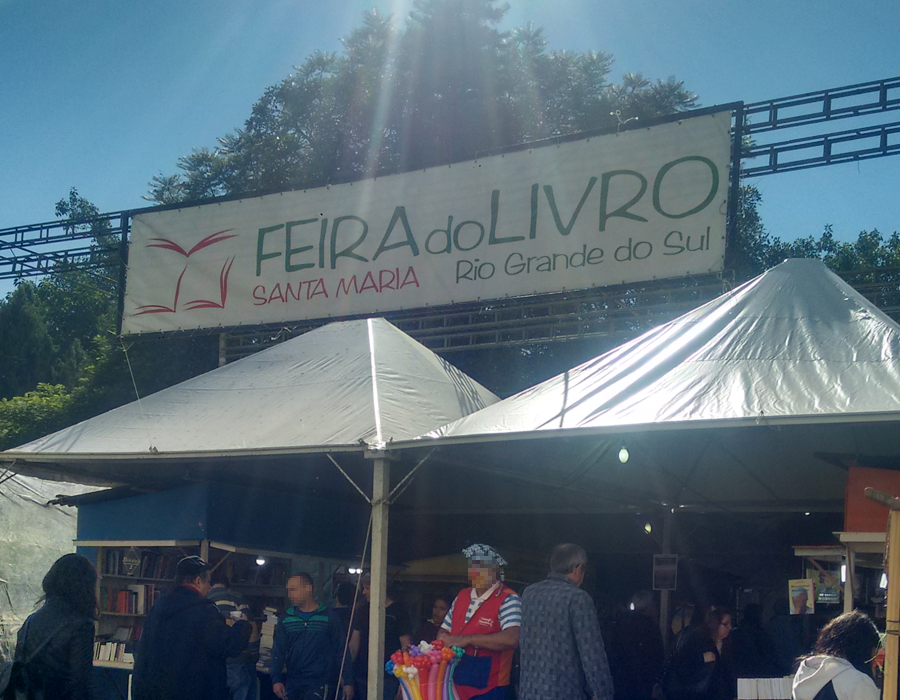 FEIRA do LIVRO
SANTA MARIA
Rio Grande do Sul